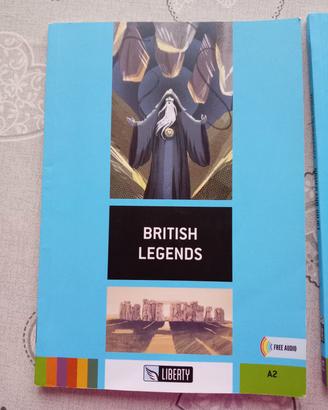 BRITISH
LEGENDS
FREE AUDIO
LIBERTY
A2